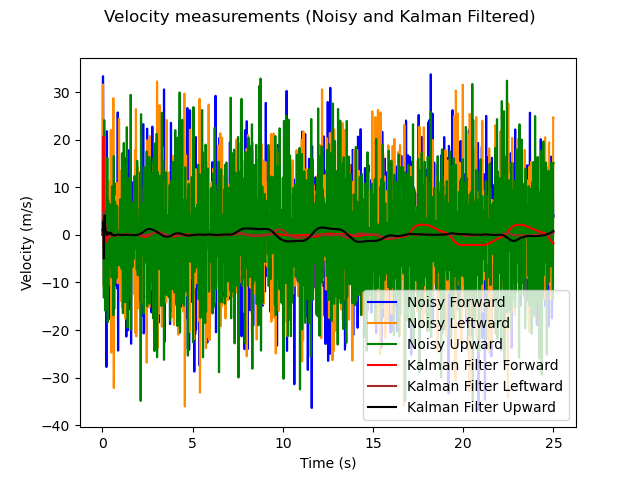 Velocity measurements (Noisy and Kalman Filtered)
Velocity (m/s)
30
20
10
0
−10
−20
−30
−40
Noisy Forward
Noisy Leftward
Noisy Upward
Kalman Filter Forward
Kalman Filter Leftward
Kalman Filter Upward
0 5 10 15 20 25
Time (s)